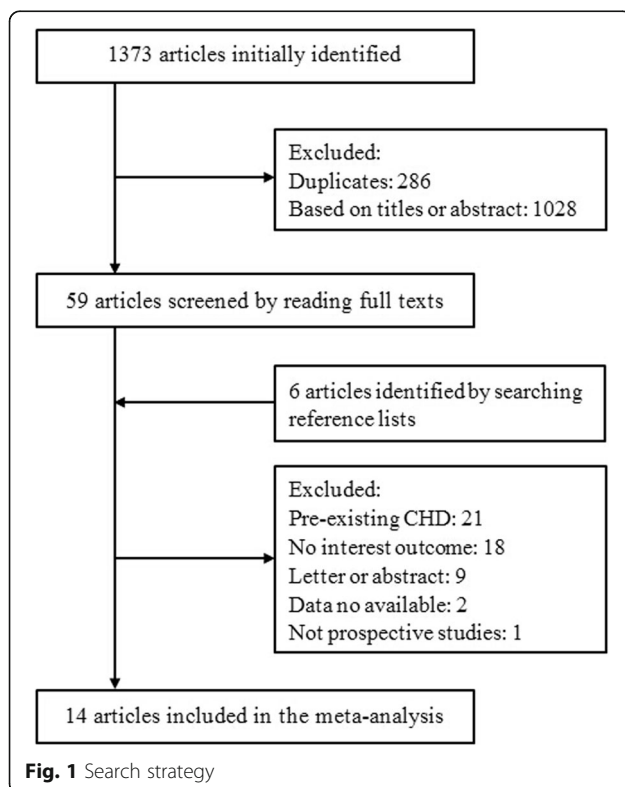 1373 articles initially identified
Excluded:
Duplicates: 286
Based on titles or abstract: 1028
59 articles screened by reading full texts
6 articles identified by searching
reference lists
Excluded:
Pre-existing CHD: 21
No interest outcome: 18
Letter or abstract: 9
Data no available: 2
Not prospective studies: 1
14 articles included in the meta-analysis
Fig. 1 Search strategy